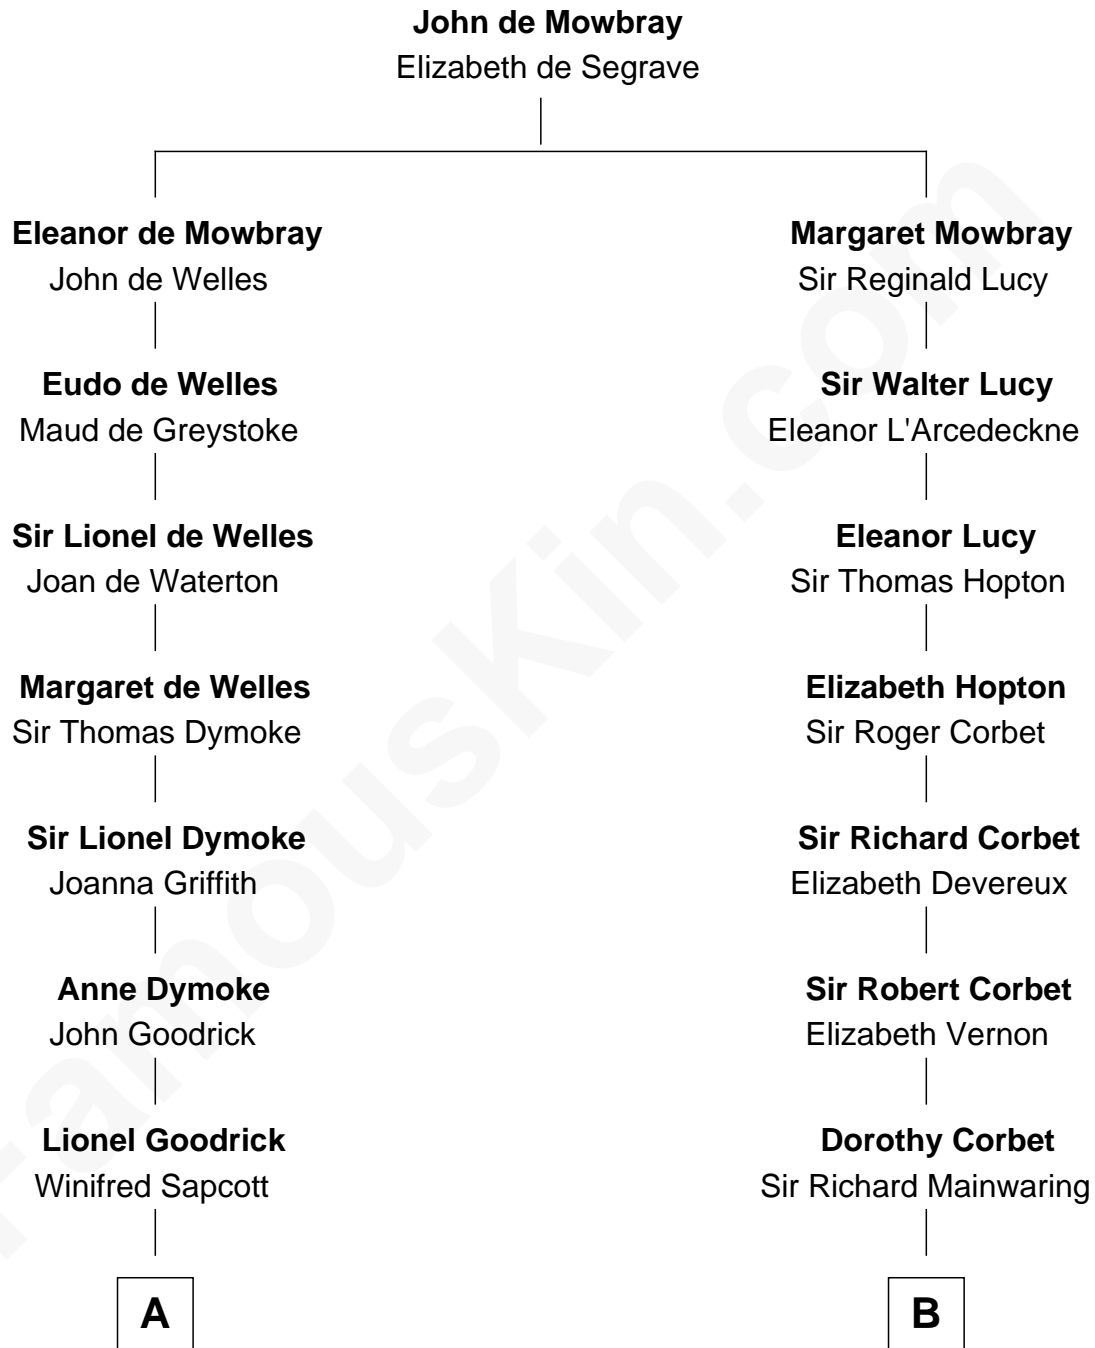 John de Mowbray
Elizabeth de Segrave
Eleanor de Mowbray
John de Welles
Eudo de Welles
Maud de Greystoke
Sir Lionel de Welles
Joan de Waterton
Margaret de Welles
Sir Thomas Dymoke
Sir Lionel Dymoke
Joanna Griffith
Anne Dymoke
John Goodrick
Lionel Goodrick
Winifred Sapcott
A
Margaret Mowbray
Sir Reginald Lucy
Sir Walter Lucy
Eleanor L'Arcedeckne
Eleanor Lucy
Sir Thomas Hopton
Elizabeth Hopton
Sir Roger Corbet
Sir Richard Corbet
Elizabeth Devereux
Sir Robert Corbet
Elizabeth Vernon
Dorothy Corbet
Sir Richard Mainwaring
B
FamousKin.com